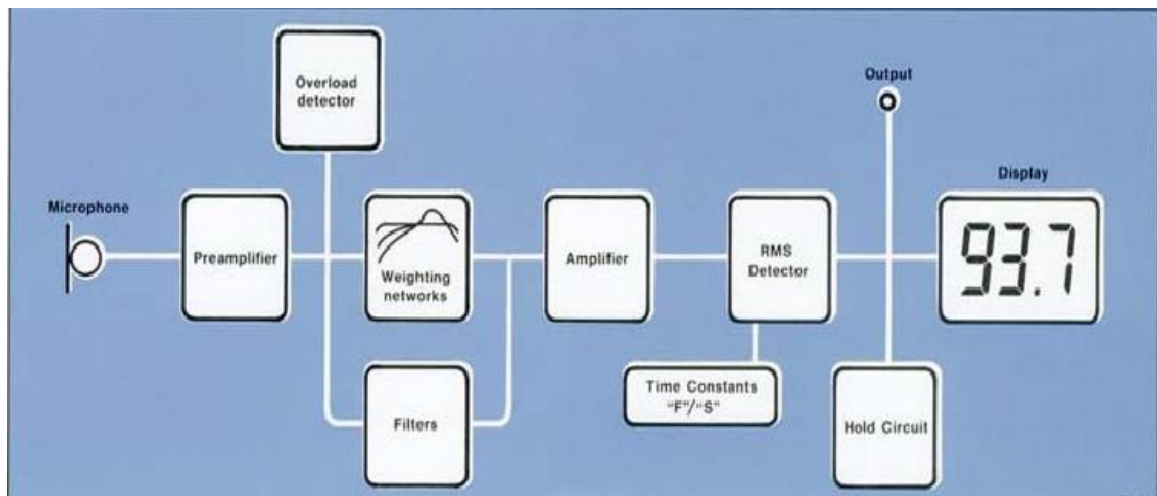 Overload
detector
Output
Microphone
Display
Preamplifier
Weighting
networks
Amplifier
RMS
Detector
93.7
Time Constants
"F"/"S"
Filters
Hold Circuit